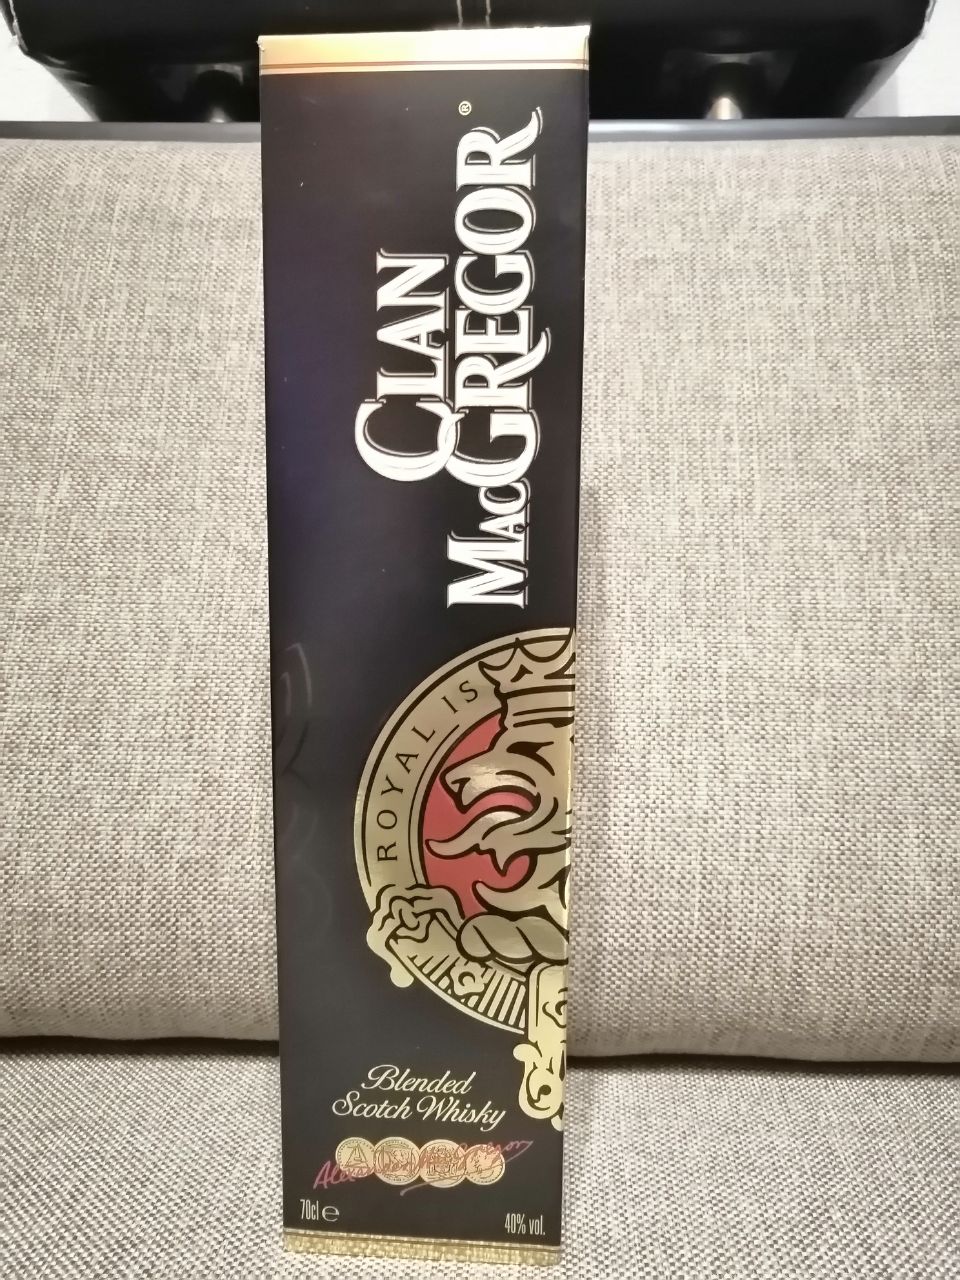 CLAN
MACGREGOR®
ROYAL IS
Blended
Scotch Whisky
70cl e
40% vol.